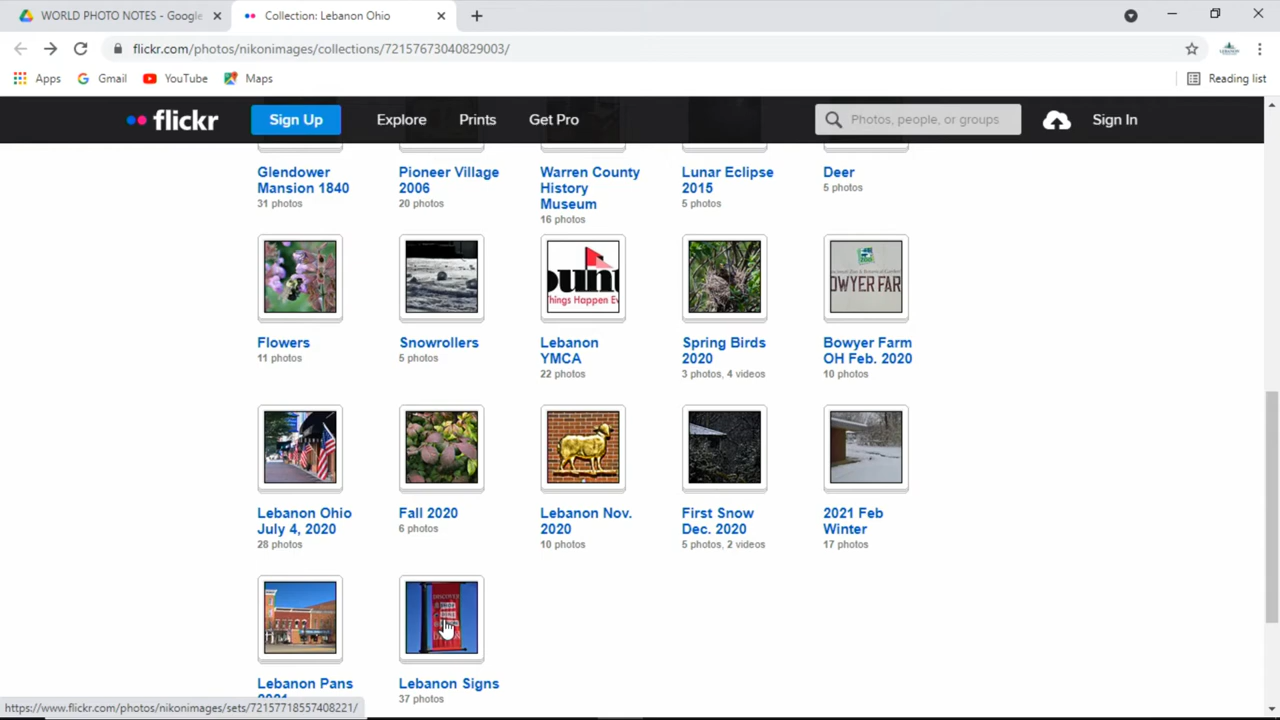 WORLD PHOTO NOTES - Google
Collection: Lebanon Ohio
flickr.com/photos/nikonimages/collections/72157673040829003/
Apps
Gmail
YouTube
Maps
Reading list
flickr
Sign Up
Explore
Prints
Get Pro
Photos, people, or groups
Sign In
Glendower
Mansion 1840
31 photos
Pioneer Village
2006
20 photos
Warren County
History
Museum
16 photos
Lunar Eclipse
2015
5 photos
Deer
5 photos
Flowers
11 photos
Snowrollers
5 photos
Lebanon
YMCA
22 photos
Spring Birds
2020
3 photos, 4 videos
OWYER FAR
Bowyer Farm
OH Feb. 2020
10 photos
Lebanon Ohio
July 4, 2020
28 photos
Fall 2020
6 photos
Lebanon Nov.
2020
10 photos
First Snow
Dec. 2020
5 photos, 2 videos
2021 Feb
Winter
17 photos
Lebanon Pans
2021
Lebanon Signs
37 photos
https://www.flickr.com/photos/nikonimages/sets/72157718557408221/